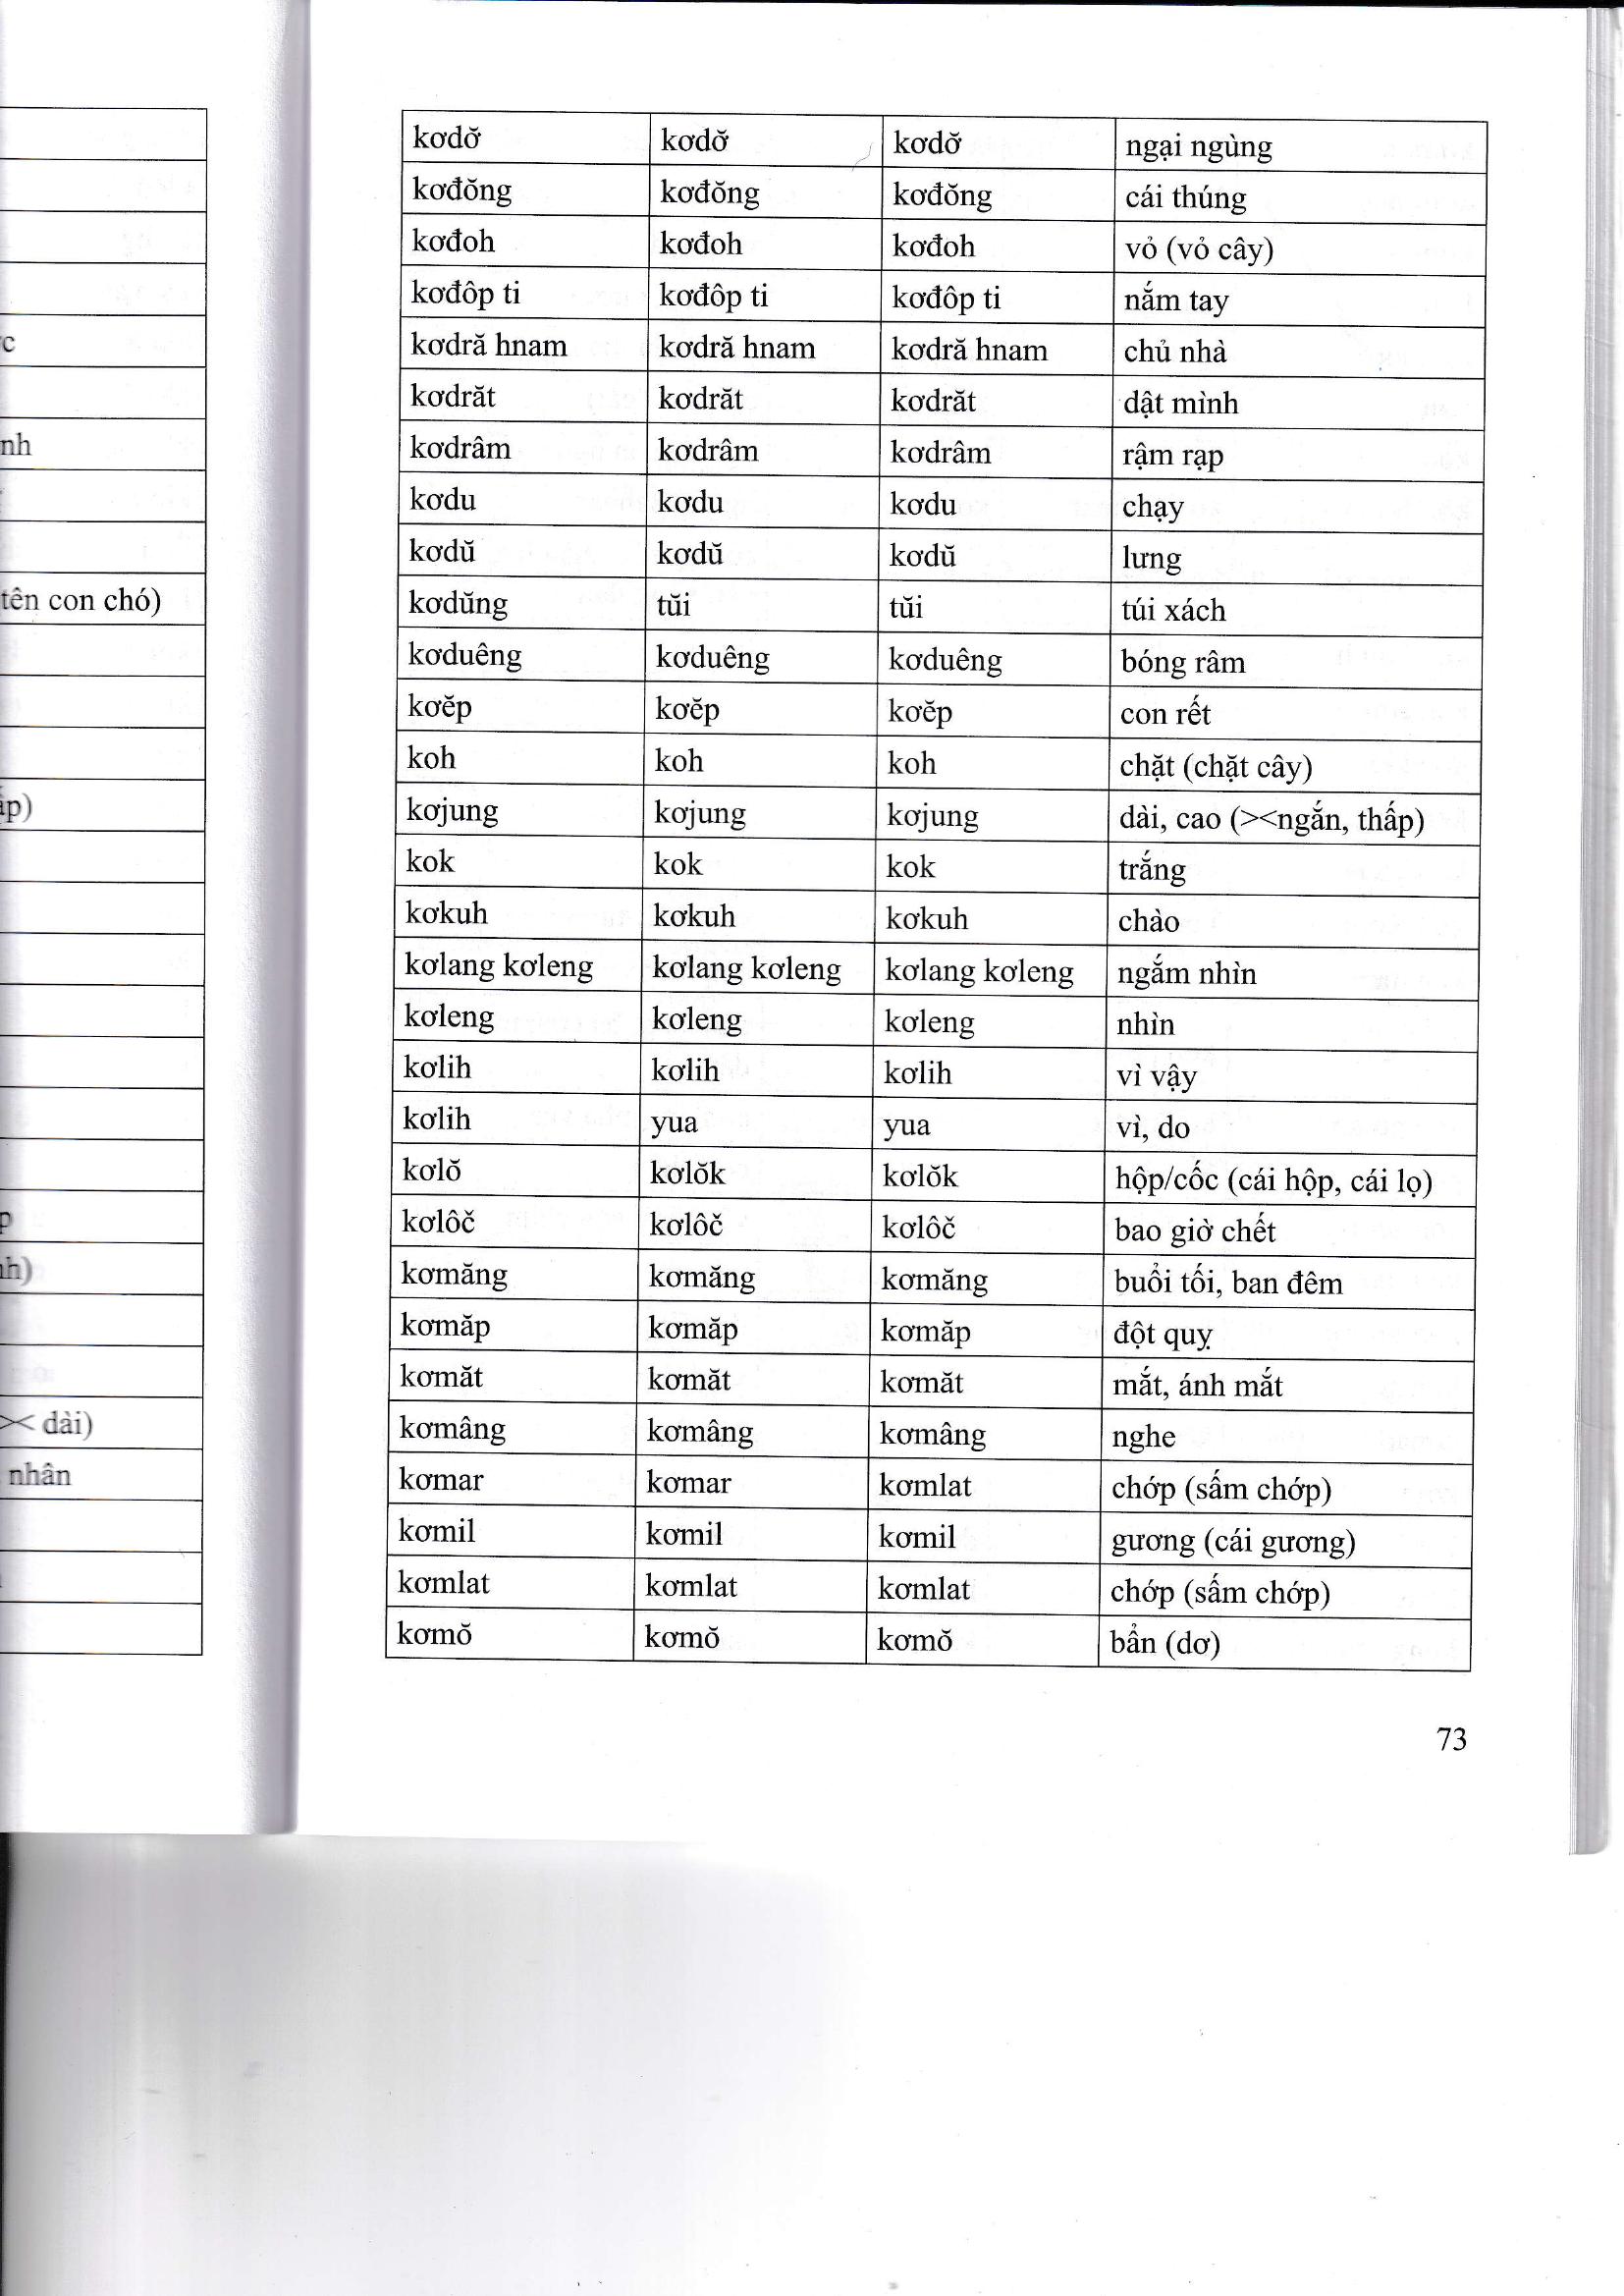 kơdơ̆ kơdơ̆ kơdơ̆ ngại ngùng
kơđŏng kơđŏng kơđŏng cái thúng
kơđoh kơđoh kơđoh vỏ (vỏ cây)
kơđôp ti kơđôp ti kơđôp ti nắm tay
kơdră hnam kơdră hnam kơdră hnam chủ nhà
kơdrăt kơdrăt kơdrăt dật mình
kơdrâm kơdrâm kơdrâm rậm rạp
kơdu kơdu kơdu chạy
kơdŭ kơdŭ kơdŭ lưng
kơdŭng tŭi tŭi túi xách
kơduêng kơduêng kơduêng bóng râm
kơĕp kơĕp kơĕp con rết
koh koh koh chặt (chặt cây)
kơjung kơjung kơjung dài, cao (><ngắn, thấp)
kok kok kok trắng
kơkuh kơkuh kơkuh chào
kơlang kơleng kơlang kơleng kơlang kơleng ngắm nhìn
kơleng kơleng kơleng nhìn
kơlih kơlih kơlih vì vậy
kơlih yua yua vì, do
kơlŏ kơlŏk kơlŏk hộp/cốc (cái hộp, cái lọ)
kơlôč kơlôč kơlôč bao giờ chết
kơmăng kơmăng kơmăng buổi tối, ban đêm
kơmăp kơmăp kơmăp đột quỵ
kơmăt kơmăt kơmăt mắt, ánh mắt
kơmâng kơmâng kơmâng nghe
kơmar kơmar kơmlat chớp (sấm chớp)
kơmil kơmil kơmil gương (cái gương)
kơmlat kơmlat kơmlat chớp (sấm chớp)
kơmŏ kơmŏ kơmŏ bẩn (dơ)
73
tên con chó)
>< dài)
nhân